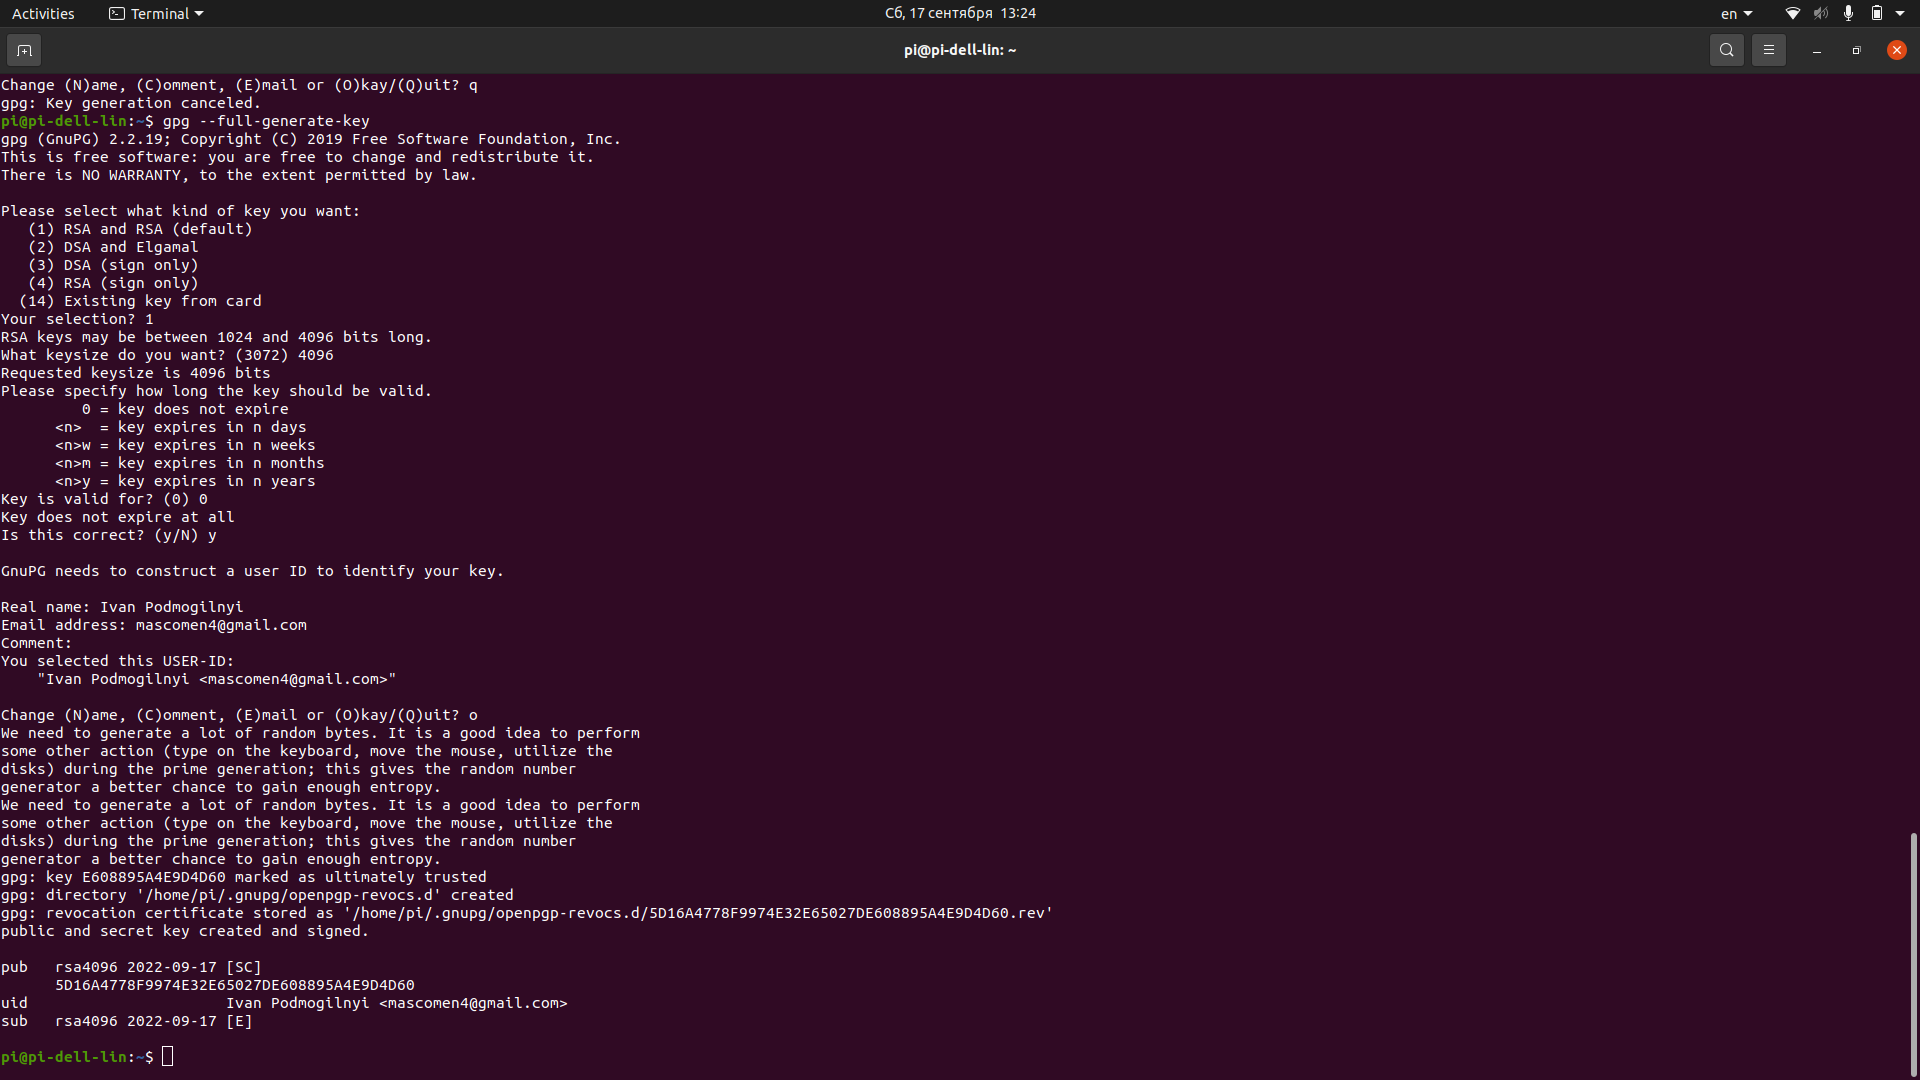 Activities Terminal Сб, 17 сентября 13:24 en
pi@pi-dell-lin: ~
Change (N)ame, (C)omment, (E)mail or (O)kay/(Q)uit? q
gpg: Key generation canceled.
pi@pi-dell-lin:~$ gpg --full-generate-key
gpg (GnuPG) 2.2.19; Copyright (C) 2019 Free Software Foundation, Inc.
This is free software: you are free to change and redistribute it.
There is NO WARRANTY, to the extent permitted by law.

Please select what kind of key you want:
   (1) RSA and RSA (default)
   (2) DSA and Elgamal
   (3) DSA (sign only)
   (4) RSA (sign only)
  (14) Existing key from card
Your selection? 1
RSA keys may be between 1024 and 4096 bits long.
What keysize do you want? (3072) 4096
Requested keysize is 4096 bits
Please specify how long the key should be valid.
         0 = key does not expire
      <n>  = key expires in n days
      <n>w = key expires in n weeks
      <n>m = key expires in n months
      <n>y = key expires in n years
Key is valid for? (0) 0
Key does not expire at all
Is this correct? (y/N) y

GnuPG needs to construct a user ID to identify your key.

Real name: Ivan Podmogilnyi
Email address: mascomen4@gmail.com
Comment:
You selected this USER-ID:
    "Ivan Podmogilnyi <mascomen4@gmail.com>"

Change (N)ame, (C)omment, (E)mail or (O)kay/(Q)uit? o
We need to generate a lot of random bytes. It is a good idea to perform
some other action (type on the keyboard, move the mouse, utilize the
disks) during the prime generation; this gives the random number
generator a better chance to gain enough entropy.
We need to generate a lot of random bytes. It is a good idea to perform
some other action (type on the keyboard, move the mouse, utilize the
disks) during the prime generation; this gives the random number
generator a better chance to gain enough entropy.
gpg: key E608895A4E9D4D60 marked as ultimately trusted
gpg: directory '/home/pi/.gnupg/openpgp-revocs.d' created
gpg: revocation certificate stored as '/home/pi/.gnupg/openpgp-revocs.d/5D16A4778F9974E32E65027DE608895A4E9D4D60.rev'
public and secret key created and signed.

pub   rsa4096 2022-09-17 [SC]
      5D16A4778F9974E32E65027DE608895A4E9D4D60
uid                      Ivan Podmogilnyi <mascomen4@gmail.com>
sub   rsa4096 2022-09-17 [E]

pi@pi-dell-lin:~$